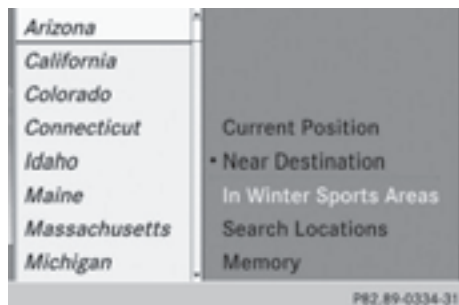 Arizona
California
Colorado
Connecticut
Idaho
Maine
Massachusetts
Michigan
Current Position
• Near Destination
In Winter Sports Areas
Search Locations
Memory
P82.89-0334-31